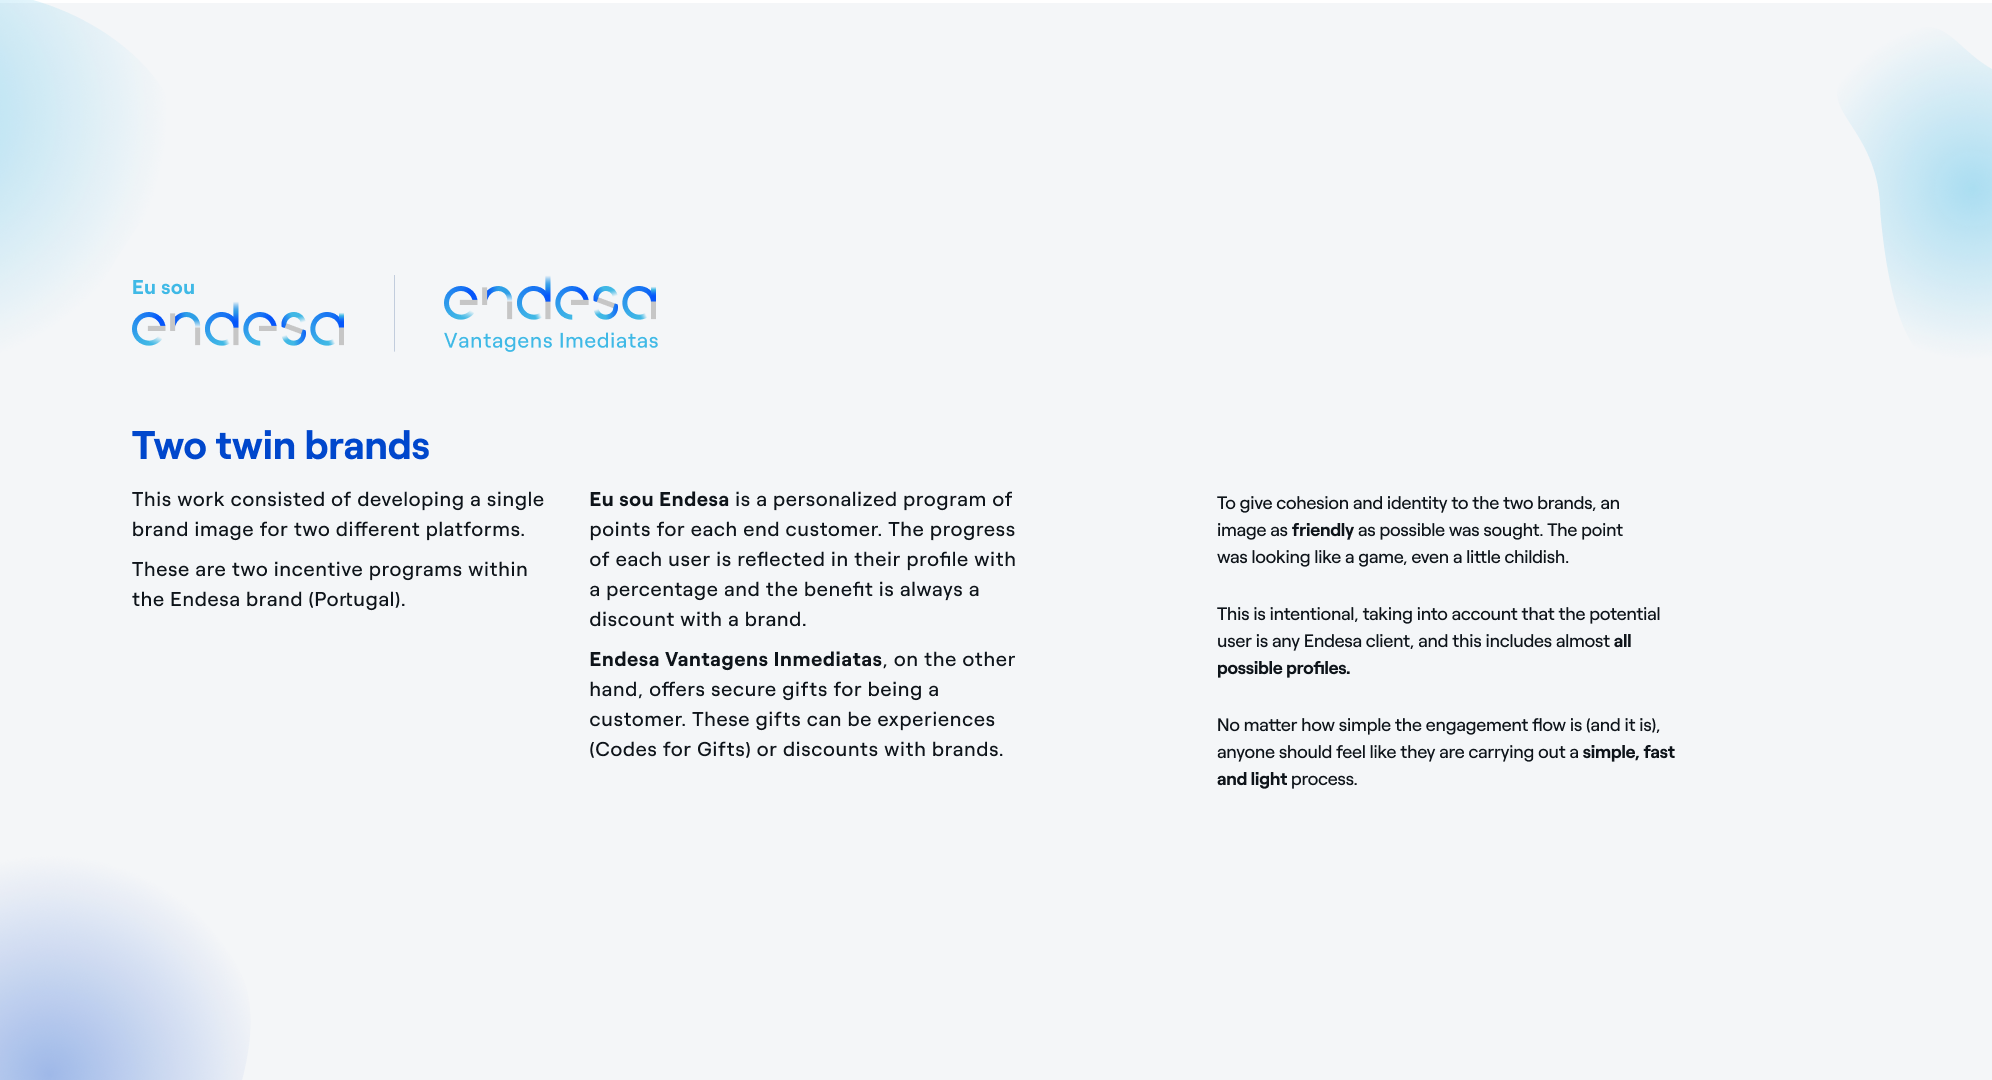 Eu sou
endesa
endesa
Vantagens Imediatas
Two twin brands
This work consisted of developing a single
brand image for two different platforms.
These are two incentive programs within
the Endesa brand (Portugal).
Eu sou Endesa is a personalized program of
points for each end customer. The progress
of each user is reflected in their profile with
a percentage and the benefit is always a
discount with a brand.
Endesa Vantagens Inmediatas, on the other
hand, offers secure gifts for being a
customer. These gifts can be experiences
(Codes for Gifts) or discounts with brands.
To give cohesion and identity to the two brands, an
image as friendly as possible was sought. The point
was looking like a game, even a little childish.
This is intentional, taking into account that the potential
user is any Endesa client, and this includes almost all
possible profiles.
No matter how simple the engagement flow is (and it is),
anyone should feel like they are carrying out a simple, fast
and light process.